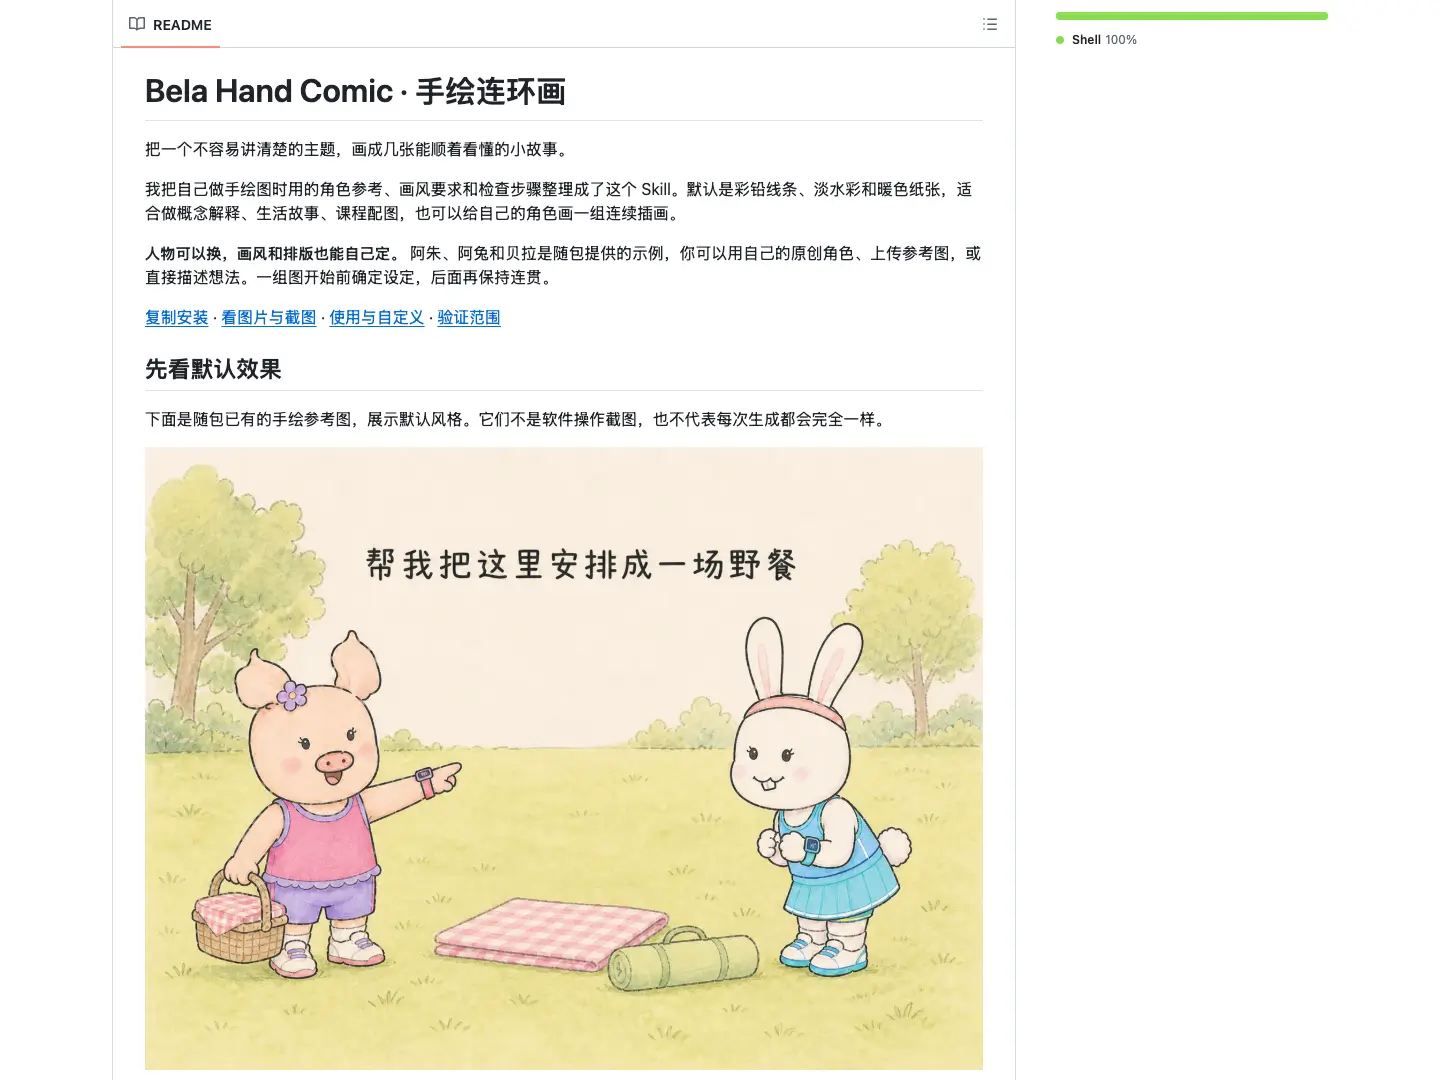 README
Shell 100%
Bela Hand Comic · 手绘连环画
把一个不容易讲清楚的主题，画成几张能顺着看懂的小故事。
我把自己做手绘图时用的角色参考、画风要求和检查步骤整理成了这个 Skill。默认是彩铅线条、淡水彩和暖色纸张，适
合做概念解释、生活故事、课程配图，也可以给自己的角色画一组连续插画。
人物可以换，画风和排版也能自己定。 阿朱、阿兔和贝拉是随包提供的示例，你可以用自己的原创角色、上传参考图，或
直接描述想法。一组图开始前确定设定，后面再保持连贯。
复制安装 · 看图片与截图 · 使用与自定义 · 验证范围
先看默认效果
下面是随包已有的手绘参考图，展示默认风格。它们不是软件操作截图，也不代表每次生成都会完全一样。
帮我把这里安排成一场野餐